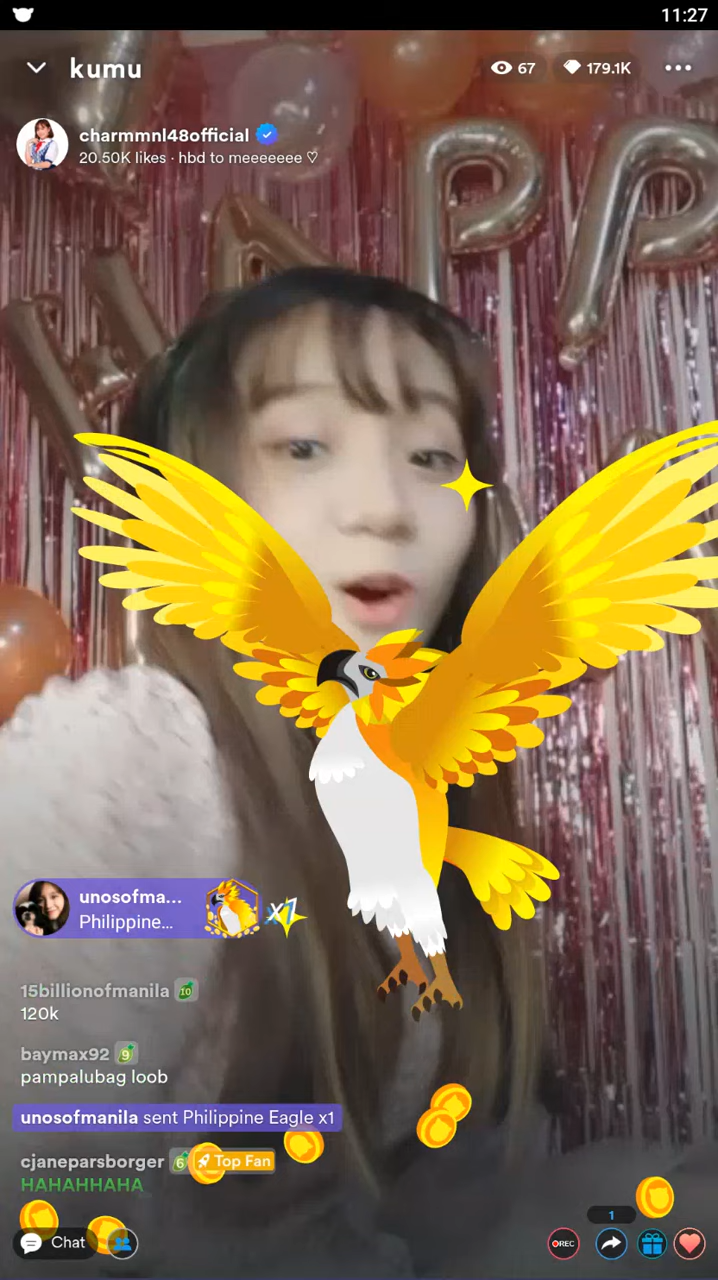 11:27
kumu
67
179.1K
charmmnl48official
20.50K likes · hbd to meeeeeee ♡
HAPP
unosofma...
Philippine...
x1
15billionofmanila 10
120k
baymax92 9
pampalubag loob
unosofmanila sent Philippine Eagle x1
cjaneparsborger 6 Top Fan
HAHAHHAHA
1
Chat
REC